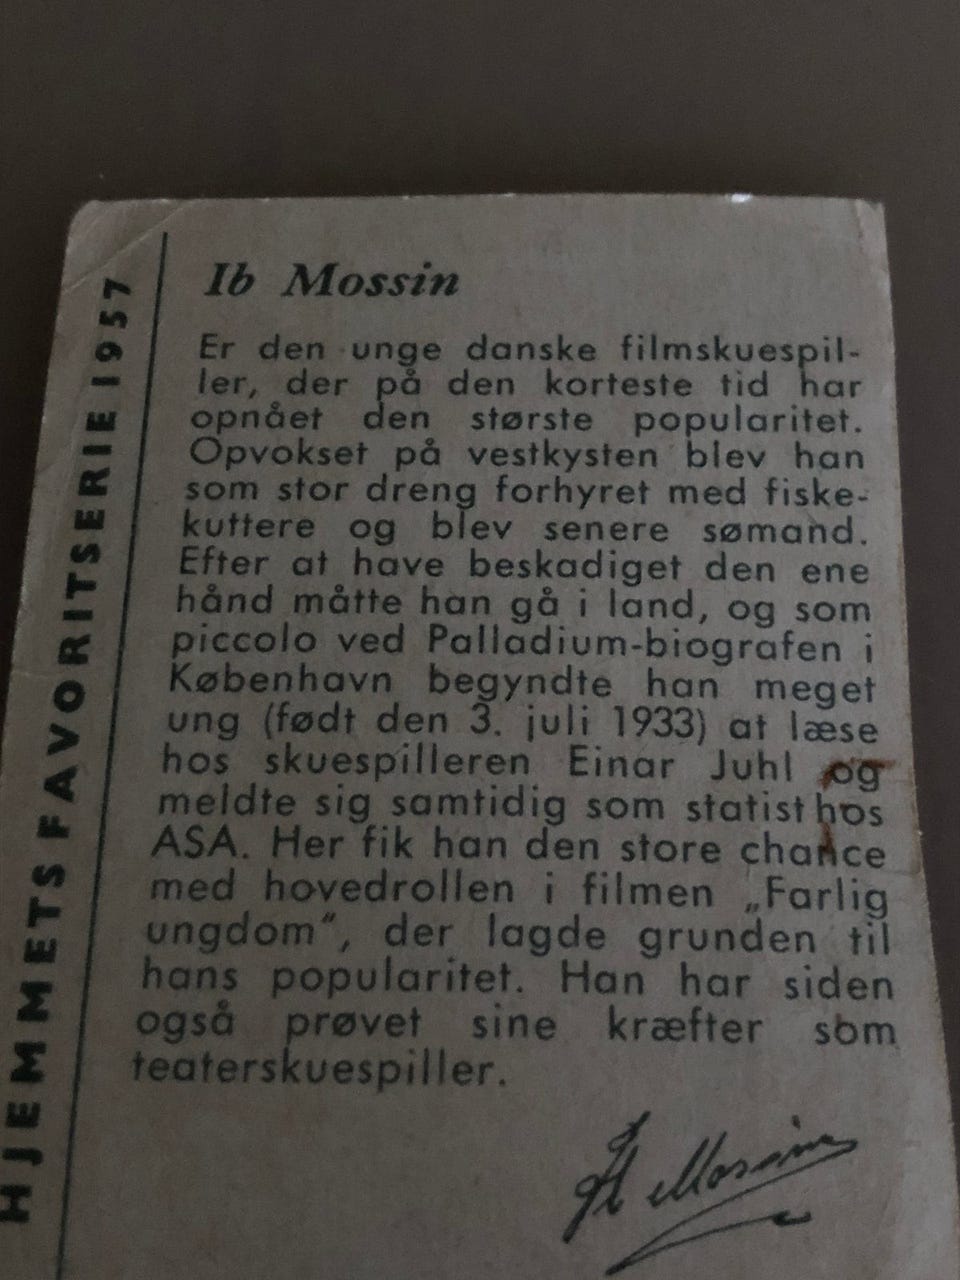 HJEMMETS FAVORITSERIE 1957
Ib Mossin
Er den unge danske filmskuespil-
ler, der på den korteste tid har
opnået den største popularitet.
Opvokset på vestkysten blev han
som stor dreng forhyret med fiske-
kuttere og blev senere sømand.
Efter at have beskadiget den ene
hånd måtte han gå i land, og som
piccolo ved Palladium-biografen i
København begyndte han meget
ung (født den 3. juli 1933) at læse
hos skuespilleren Einar Juhl og
meldte sig samtidig som statist hos
ASA. Her fik han den store chance
med hovedrollen i filmen „Farlig
ungdom“, der lagde grunden til
hans popularitet. Han har siden
også prøvet sine kræfter som
teaterskuespiller.
Ib Mossin